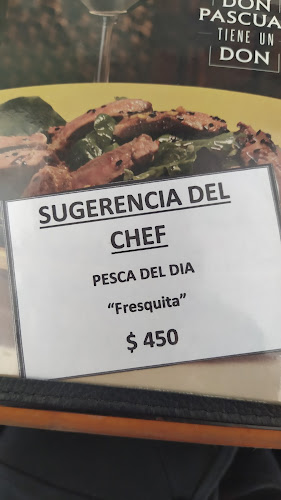 DON
PASCUA
TIENE UN
DON
SUGERENCIA DEL
CHEF
PESCA DEL DIA
“Fresquita”
$ 450